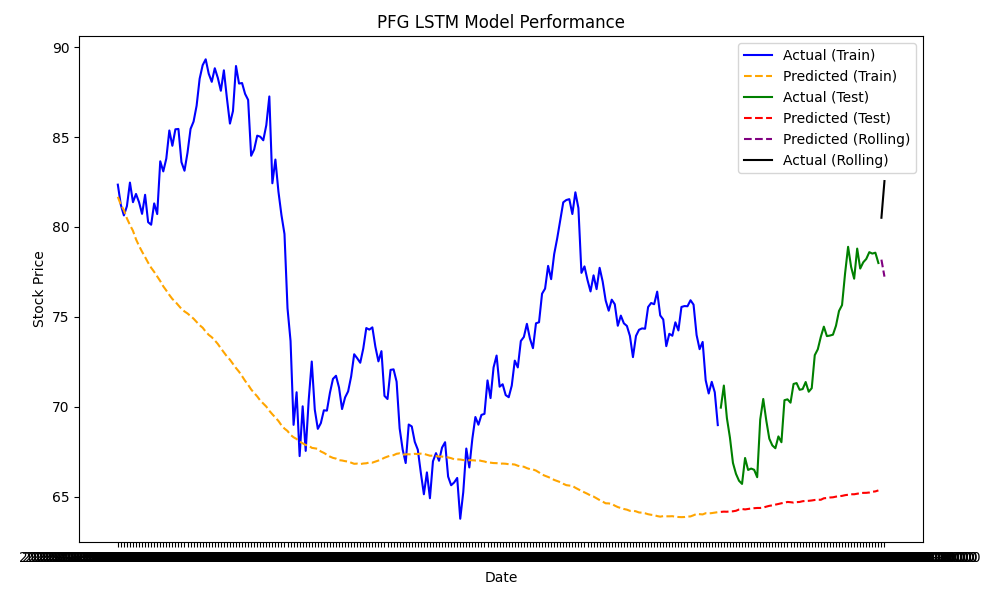 PFG LSTM Model Performance
90
85
80
75
70
65
Stock Price
Actual (Train)
Predicted (Train)
Actual (Test)
Predicted (Test)
Predicted (Rolling)
Actual (Rolling)
Date